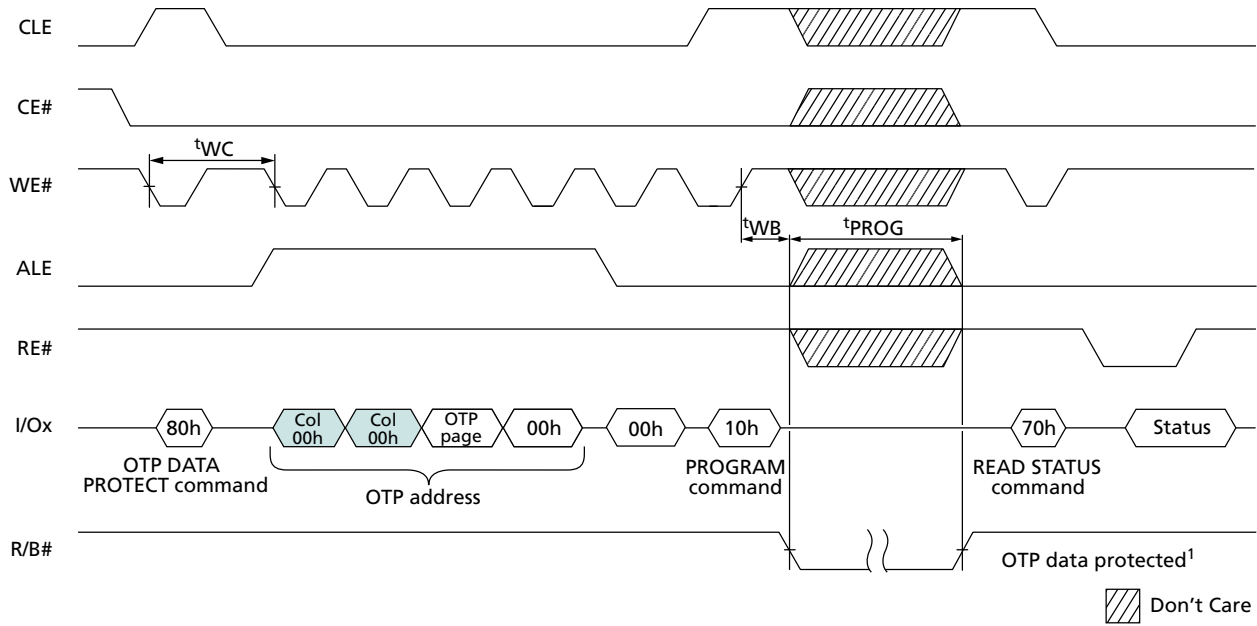 CLE
CE#
tWC
WE#
tWB
tPROG
ALE
RE#
I/Ox
80h
Col
00h
Col
00h
OTP
page
00h
00h
10h
70h
Status
OTP DATA
PROTECT command
OTP address
PROGRAM
command
READ STATUS
command
R/B#
OTP data protected1
Don't Care